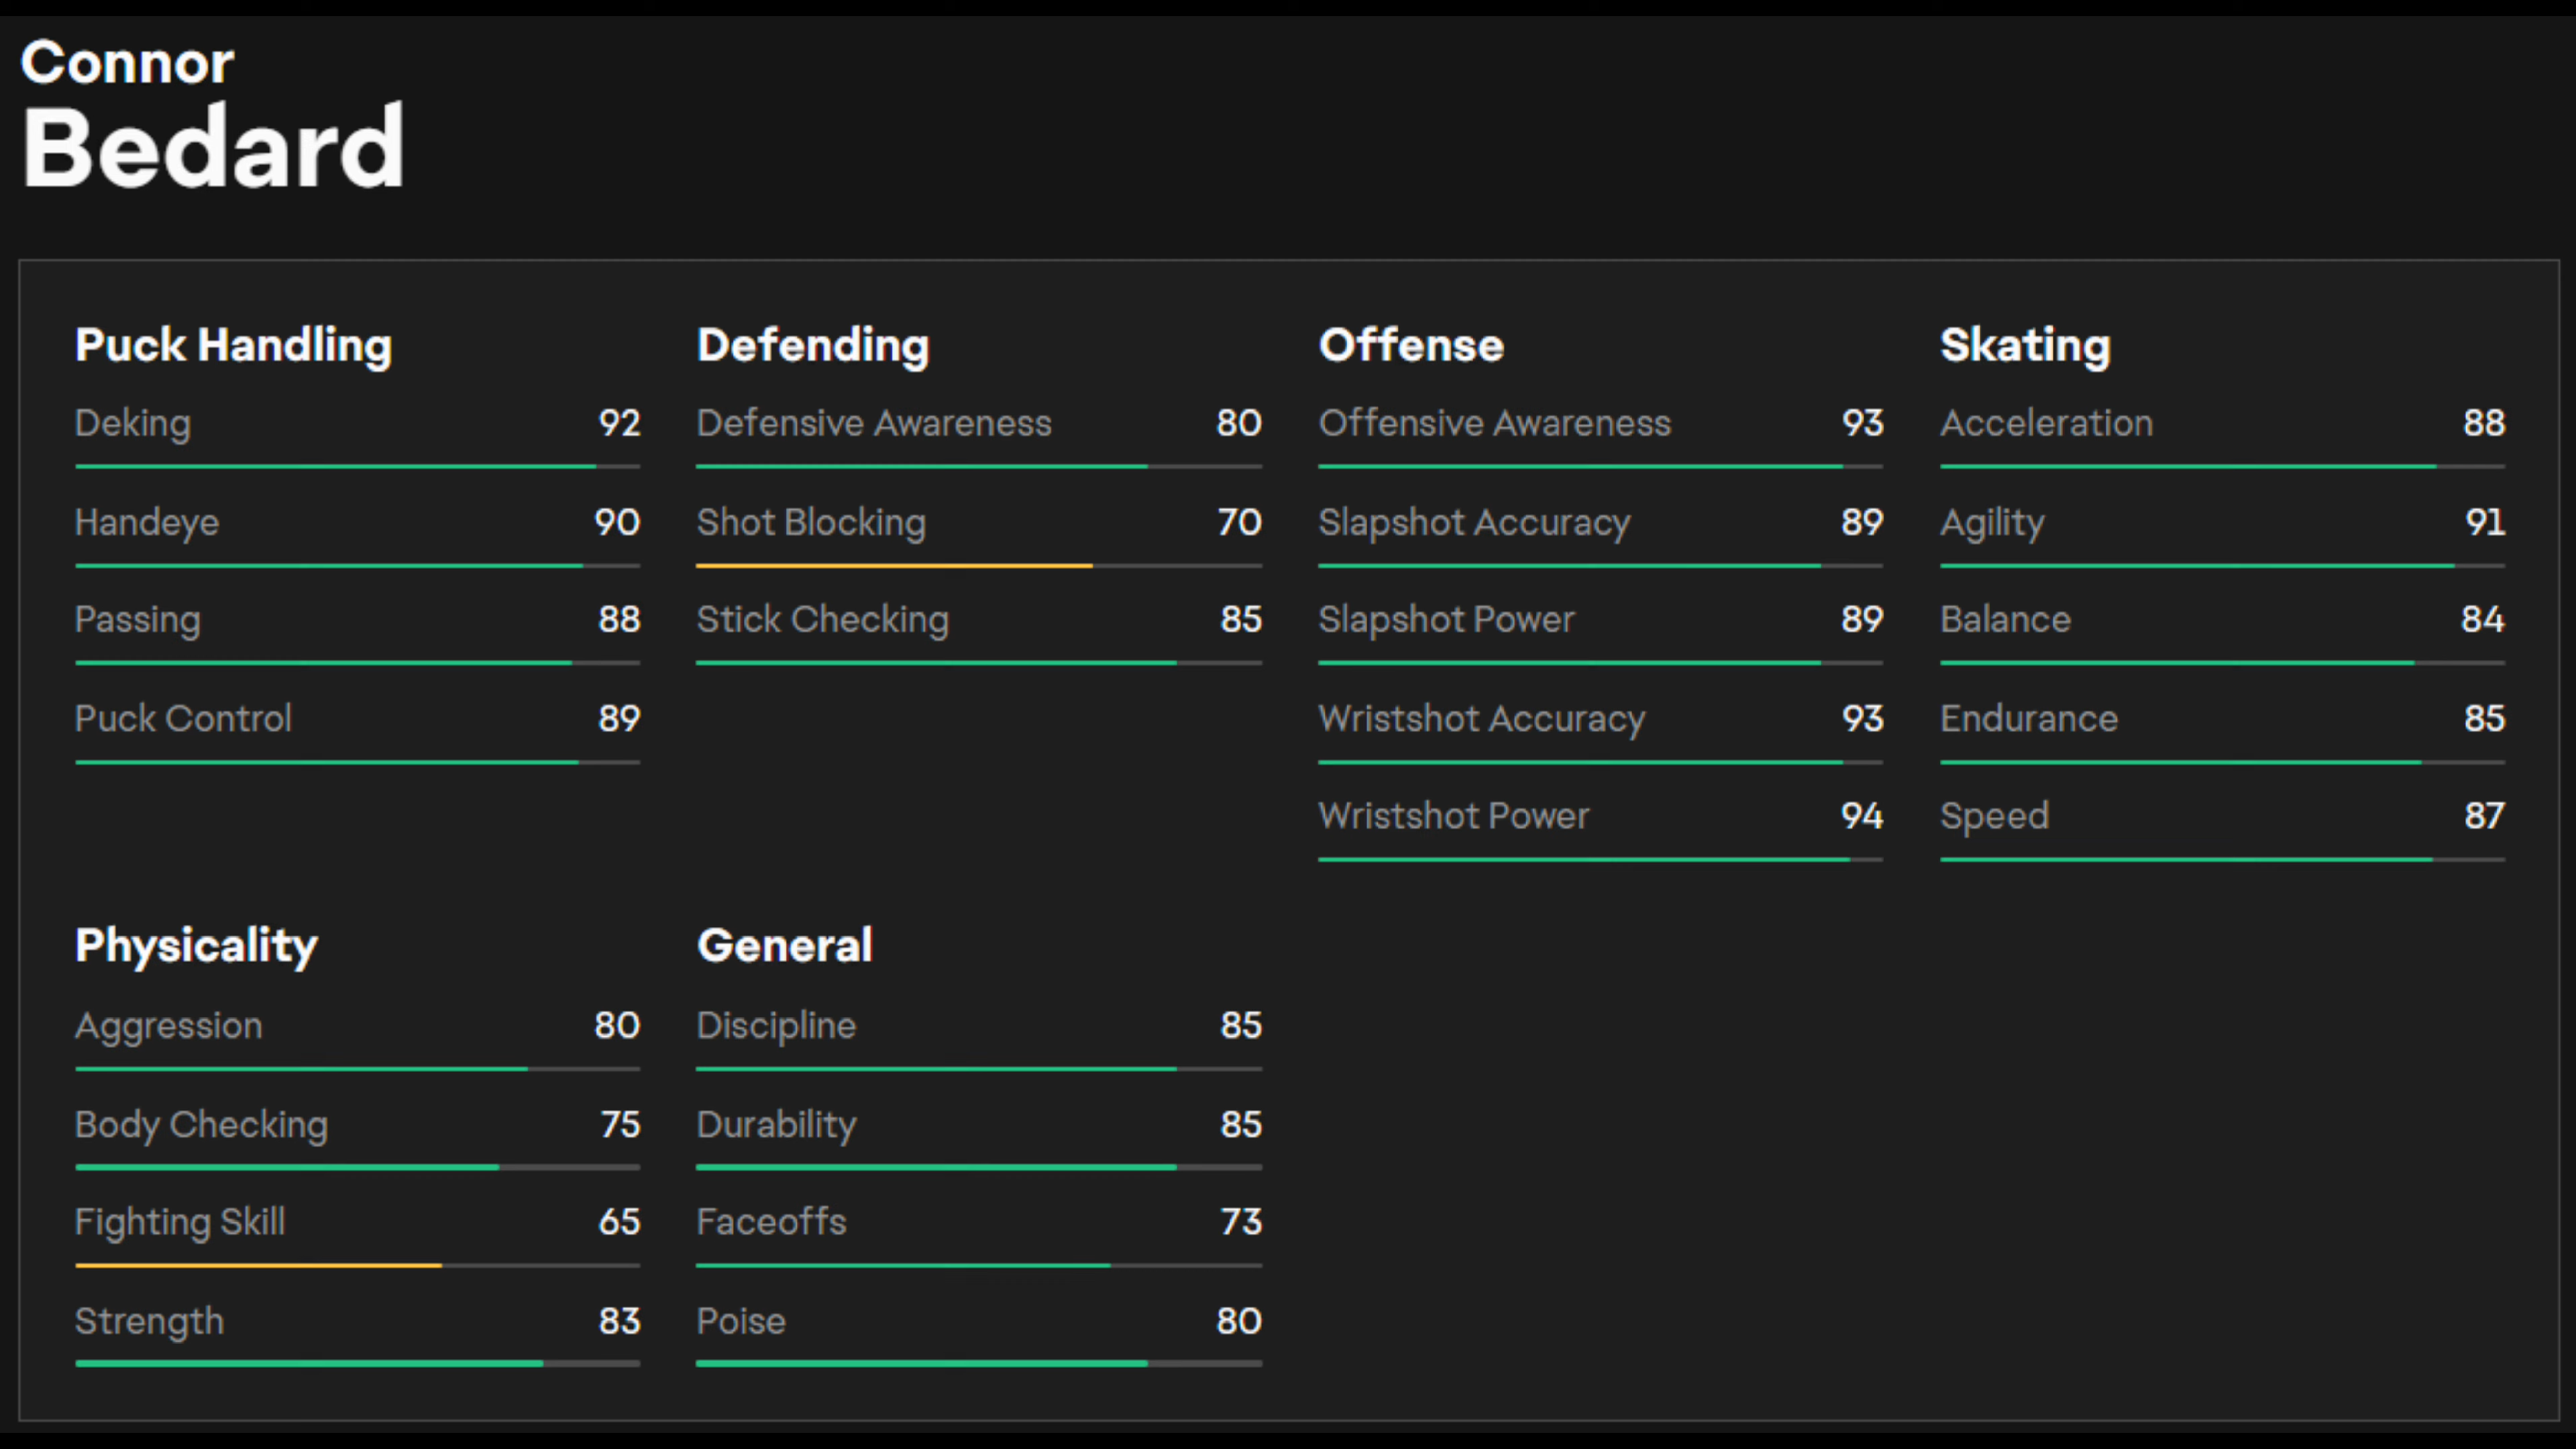 Connor
Bedard
Puck Handling
Deking 92
Handeye 90
Passing 88
Puck Control 89
Defending
Defensive Awareness 80
Shot Blocking 70
Stick Checking 85
Offense
Offensive Awareness 93
Slapshot Accuracy 89
Slapshot Power 89
Wristshot Accuracy 93
Wristshot Power 94
Skating
Acceleration 88
Agility 91
Balance 84
Endurance 85
Speed 87
Physicality
Aggression 80
Body Checking 75
Fighting Skill 65
Strength 83
General
Discipline 85
Durability 85
Faceoffs 73
Poise 80